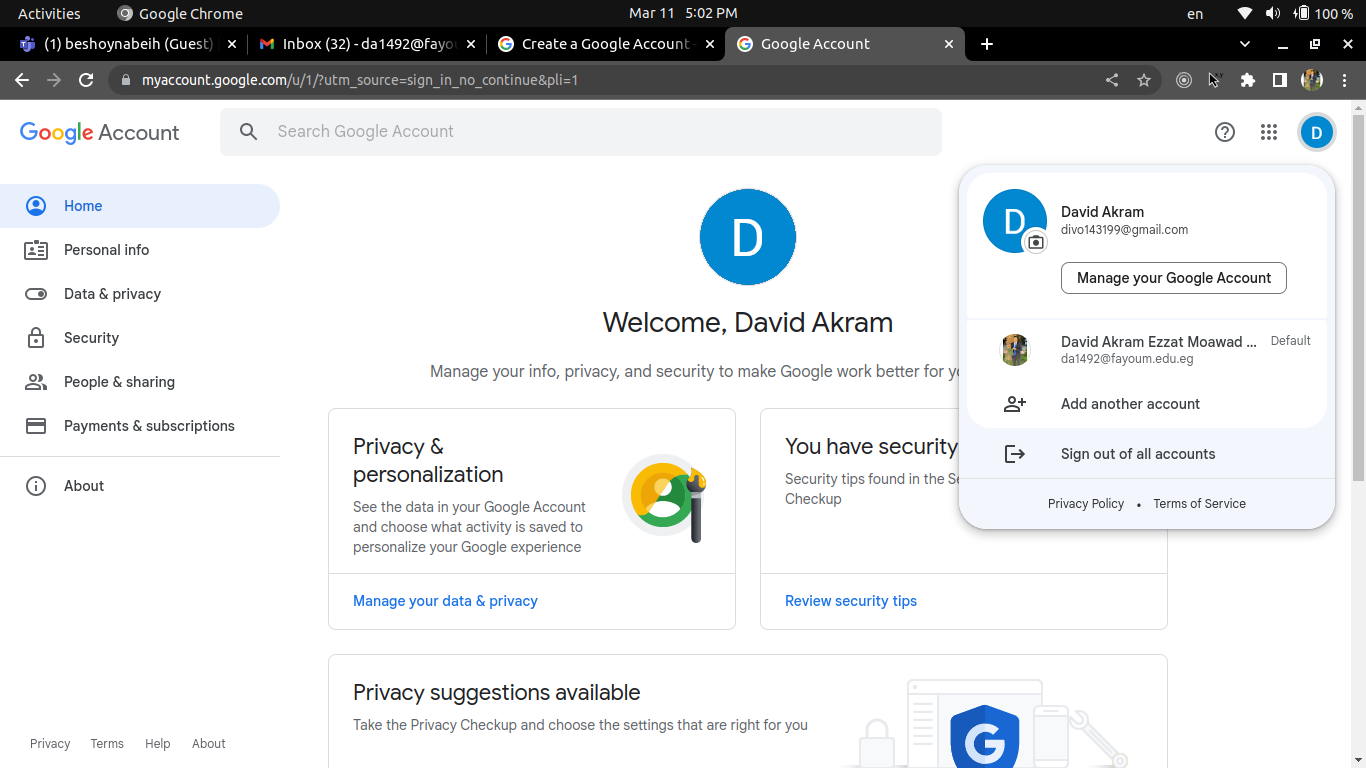 Activities
Google Chrome
Mar 11 5:02 PM
en
100 %
(1) beshoynabeih (Guest)
Inbox (32) - da1492@fayou
Create a Google Account -
Google Account
myaccount.google.com/u/1/?utm_source=sign_in_no_continue&pli=1
Google Account
Search Google Account
D
Home
Personal info
Data & privacy
Security
People & sharing
Payments & subscriptions
About
D
Welcome, David Akram
Manage your info, privacy, and security to make Google work better for
Privacy &
personalization
See the data in your Google Account
and choose what activity is saved to
personalize your Google experience
Manage your data & privacy
You have security
Security tips found in the
Checkup
Review security tips
Privacy suggestions available
Take the Privacy Checkup and choose the settings that are right for you
G
D
David Akram
divo143199@gmail.com
Manage your Google Account
David Akram Ezzat Moawad ...
Default
da1492@fayoum.edu.eg
Add another account
Sign out of all accounts
Privacy Policy • Terms of Service
Privacy Terms Help About